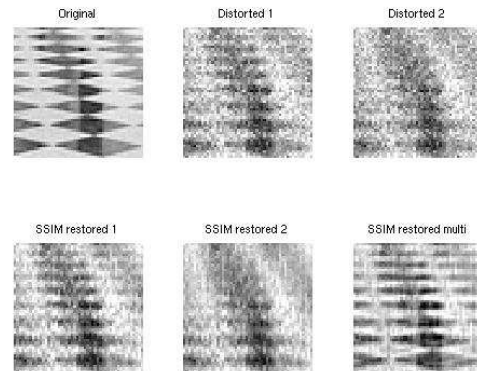 Original
Distorted 1
Distorted 2
SSIM restored 1
SSIM restored 2
SSIM restored multi